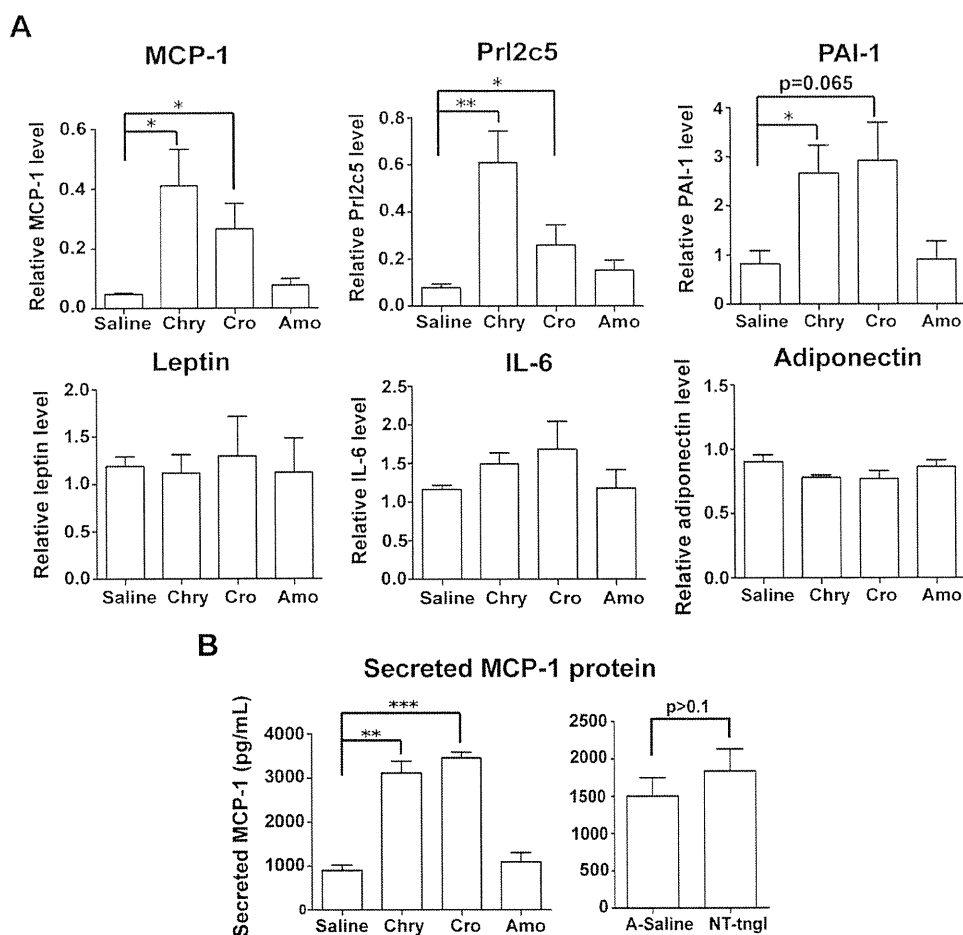 A
MCP-1
Prl2c5
PAI-1
Relative MCP-1 level
0.6
0.4
0.2
0.0
*
*
Saline Chry Cro Amo
Relative Prl2c5 level
0.8
0.6
0.4
0.2
0.0
*
**
Saline Chry Cro Amo
Relative PAI-1 level
4
3
2
1
0
p=0.065
*
Saline Chry Cro Amo
Leptin
IL-6
Adiponectin
Relative leptin level
2.0
1.5
1.0
0.5
0.0
Saline Chry Cro Amo
Relative IL-6 level
2.0
1.5
1.0
0.5
0.0
Saline Chry Cro Amo
Relative adiponectin level
1.5
1.0
0.5
0.0
Saline Chry Cro Amo
B
Secreted MCP-1 protein
Secreted MCP-1 (pg/mL)
4000
3000
2000
1000
0
***
**
Saline Chry Cro Amo
2500
2000
1500
1000
500
0
p>0.1
A-Saline NT-tngl